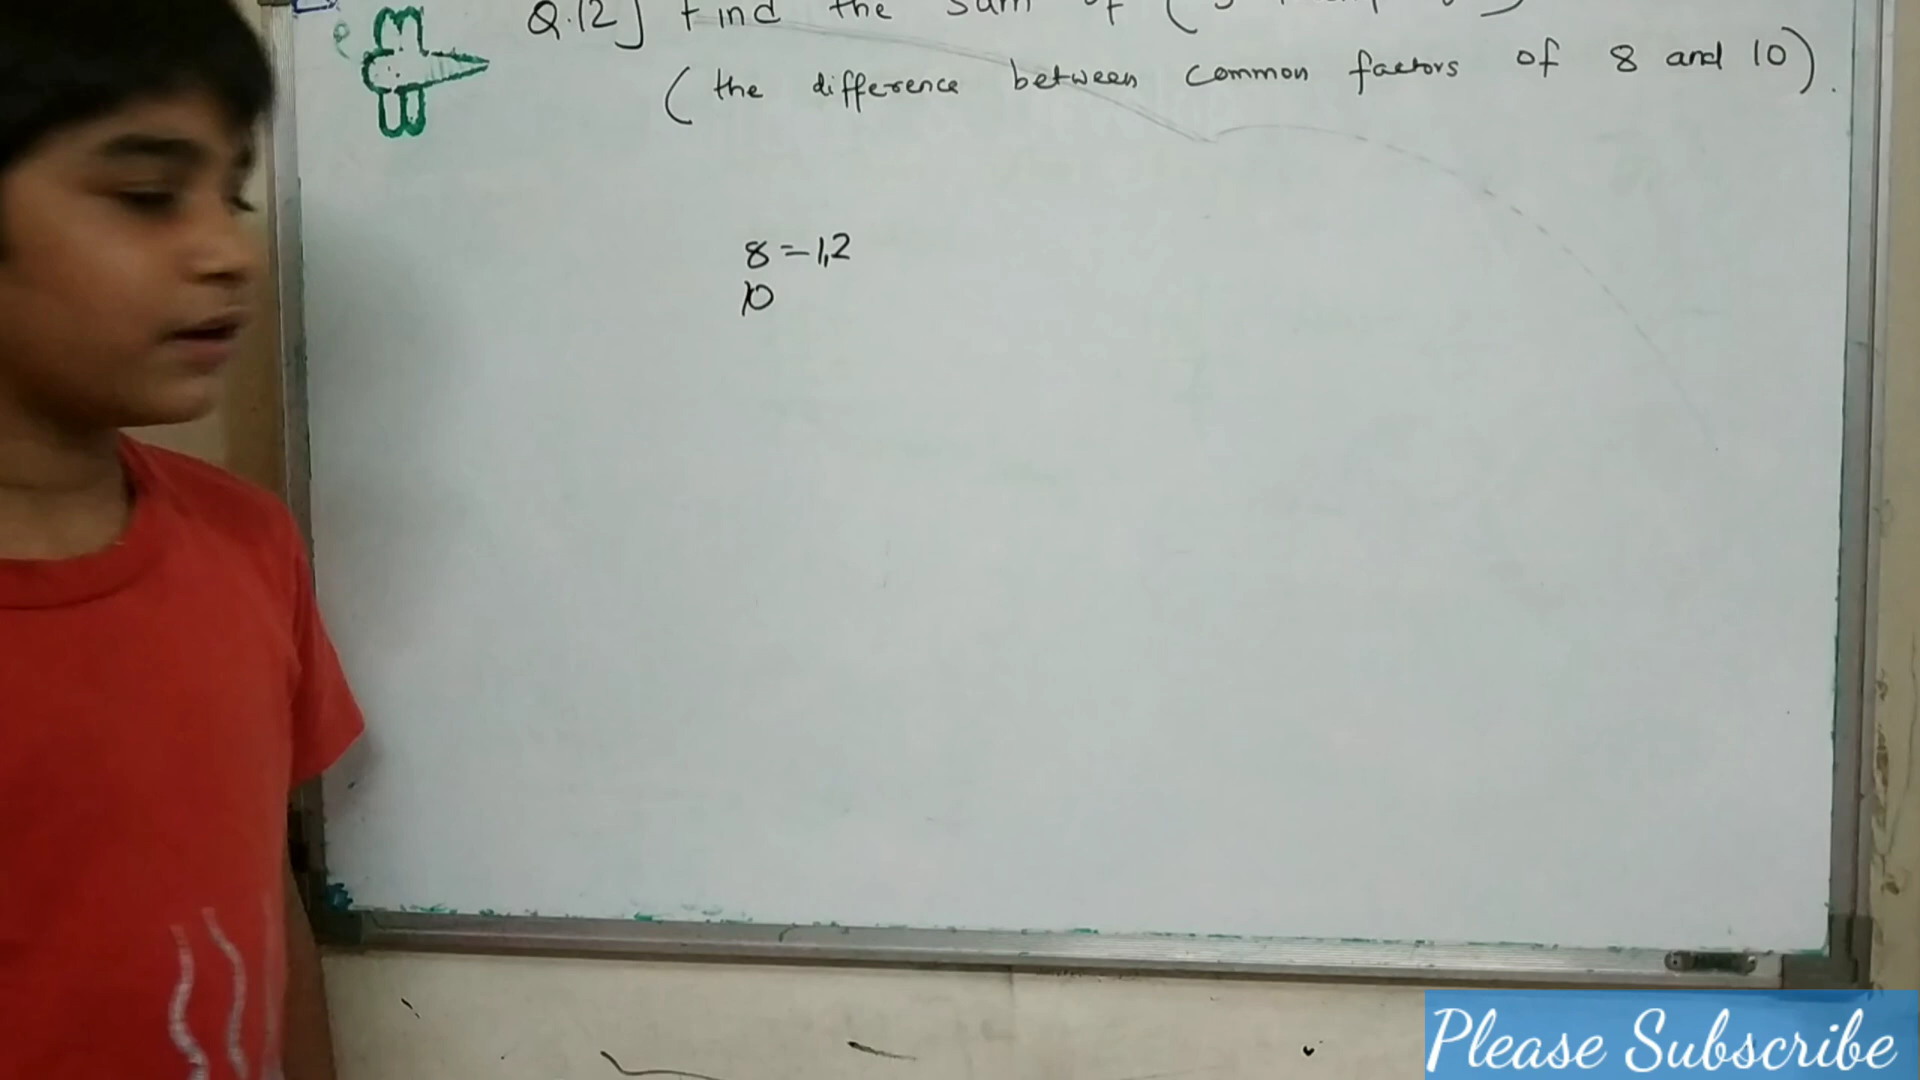 Q.12] Find the sum of (
(the difference between common factors of 8 and 10).
8 = 1,2
10
Please Subscribe